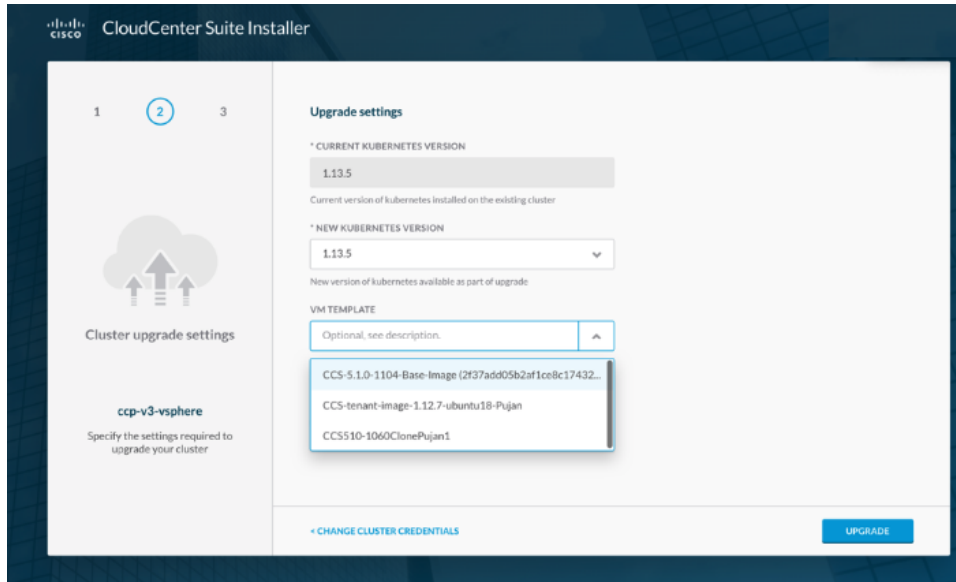 cisco
CloudCenter Suite Installer
1
2
3
Cluster upgrade settings
ccp-v3-vsphere
Specify the settings required to
upgrade your cluster
Upgrade settings
* CURRENT KUBERNETES VERSION
1.13.5
Current version of kubernetes installed on the existing cluster
* NEW KUBERNETES VERSION
1.13.5
New version of kubernetes available as part of upgrade
VM TEMPLATE
Optional, see description.
CCS-5.1.0-1104-Base-Image (2f37add05b2af1ce8c17432...
CCS-tenant-image-1.12.7-ubuntu18-Pujan
CCS510-1060ClonePujan1
< CHANGE CLUSTER CREDENTIALS
UPGRADE